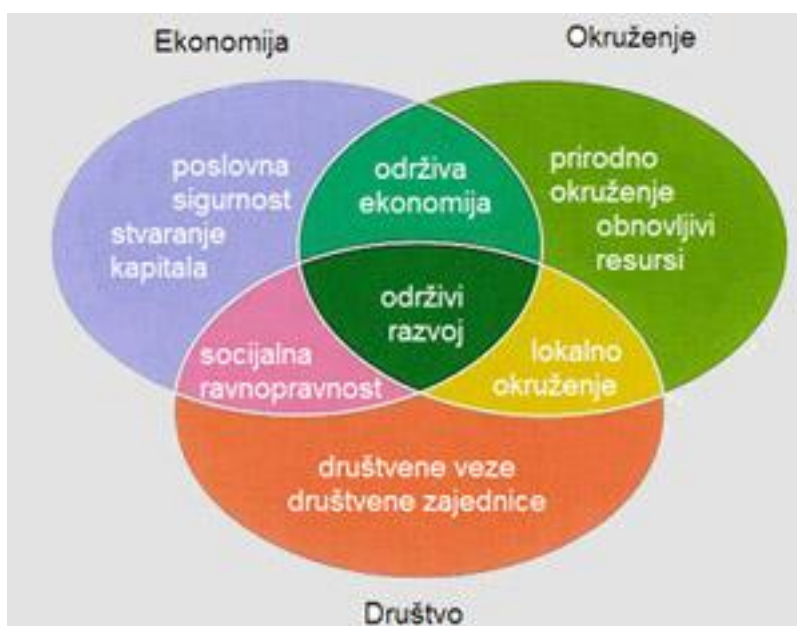 Ekonomija
Okruženje
poslovna
sigurnost
stvaranje
kapitala
održiva
ekonomija
prirodno
okruženje
obnovljivi
resursi
održivi
razvoj
socijalna
ravnopravnost
lokalno
okruženje
društvene veze
društvene zajednice
Društvo